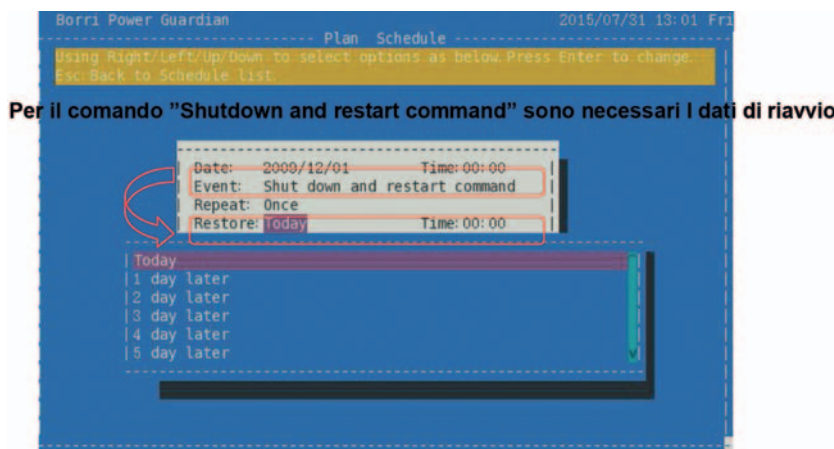 Borri Power Guardian 2015/07/31 13:01 Fri
Plan Schedule
Using Right/Left/Up/Down to select options as below. Press Enter to change.
Esc: Back to Schedule list.
Per il comando ”Shutdown and restart command” sono necessari I dati di riavvio
Date: 2009/12/01 Time: 00:00
Event: Shut down and restart command
Repeat: Once
Restore: Today Time: 00:00
Today
1 day later
2 day later
3 day later
4 day later
5 day later